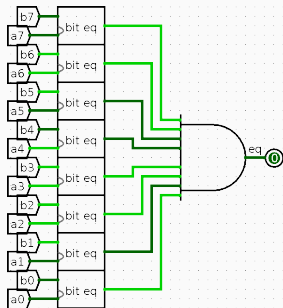 b7
bit eq
a7
b6
bit eq
a6
b5
bit eq
a5
b4
bit eq
a4
eq
0
b3
bit eq
a3
b2
bit eq
a2
b1
bit eq
a1
b0
bit eq
a0